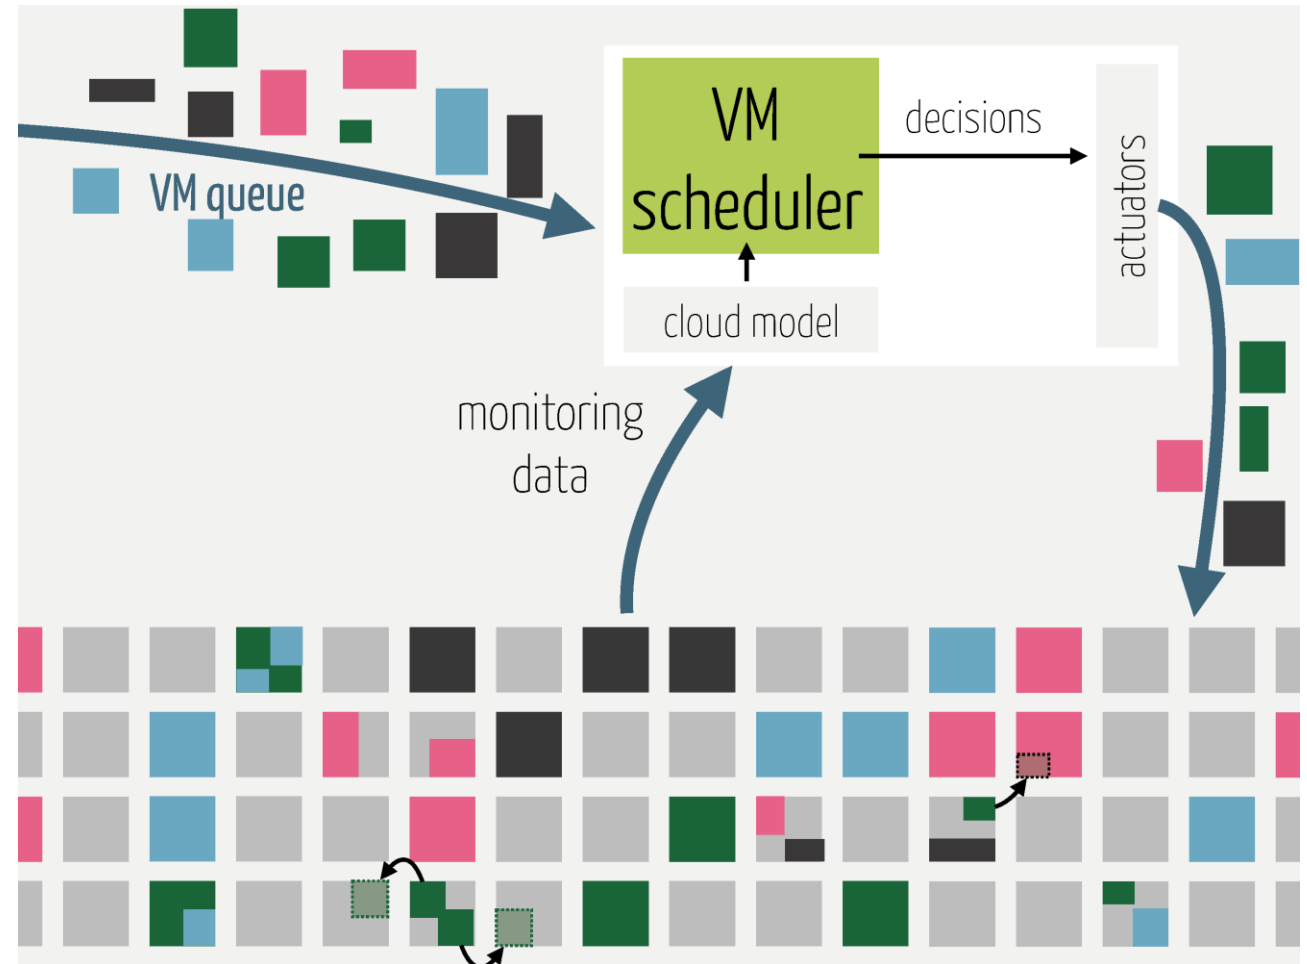 VM queue
VM
scheduler
decisions
actuators
cloud model
monitoring
data